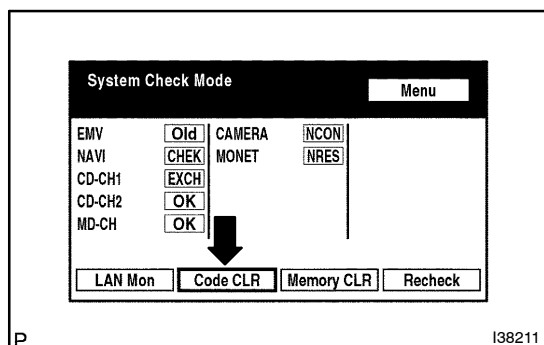 System Check Mode
Menu
EMV Old CAMERA NCON
NAVI CHEK MONET NRES
CD-CH1 EXCH
CD-CH2 OK
MD-CH OK
LAN Mon Code CLR Memory CLR Recheck
P I38211